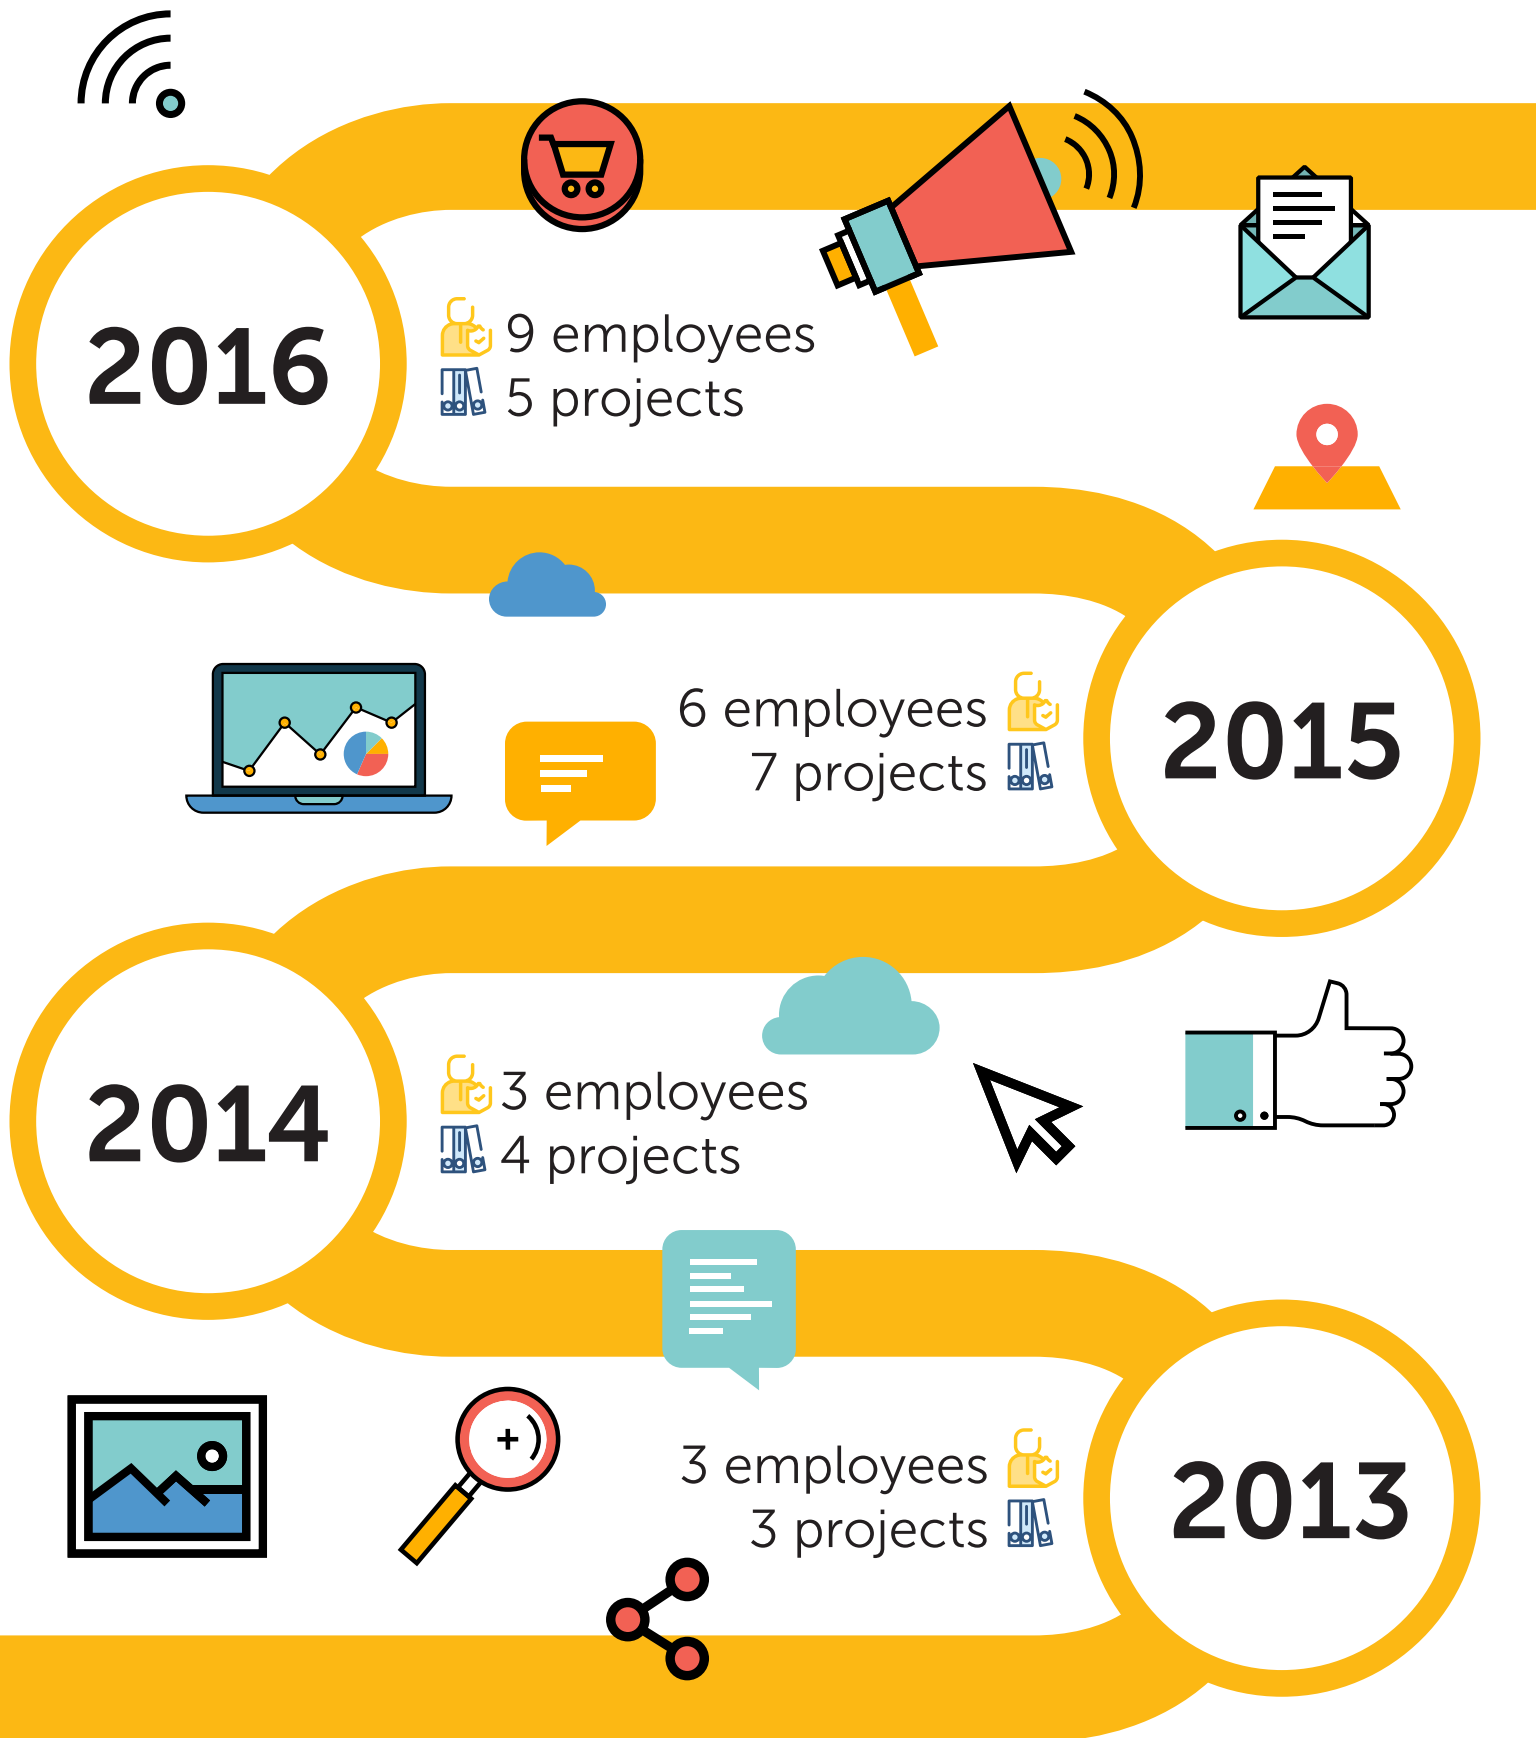 2016
9 employees
5 projects
6 employees
7 projects
2015
2014
3 employees
4 projects
3 employees
3 projects
2013